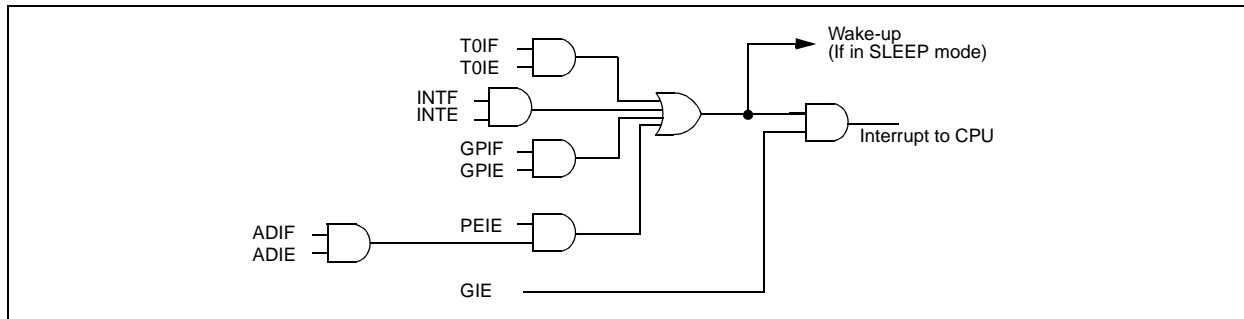 T0IF
T0IE
Wake-up
(If in SLEEP mode)
INTF
INTE
GPIF
GPIE
Interrupt to CPU
PEIE
ADIF
ADIE
GIE